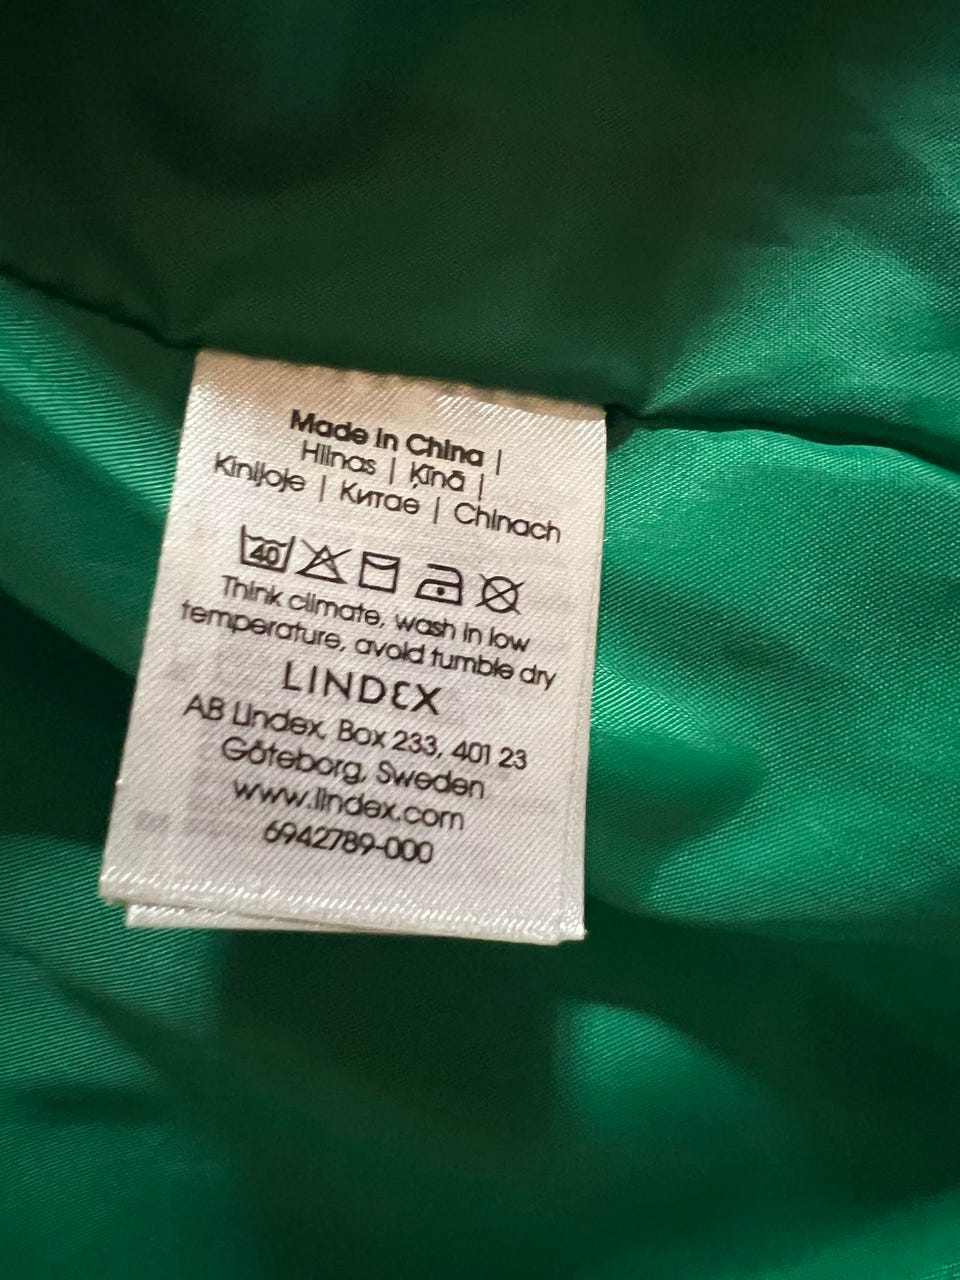 Made in China |
Hiinas | Ķīnā |
Kinijoje | Китае | Chinach
40
Think climate, wash in low
temperature, avoid tumble dry
LINDEX
AB Lindex, Box 233, 401 23
Göteborg, Sweden
www.lindex.com
6942789-000